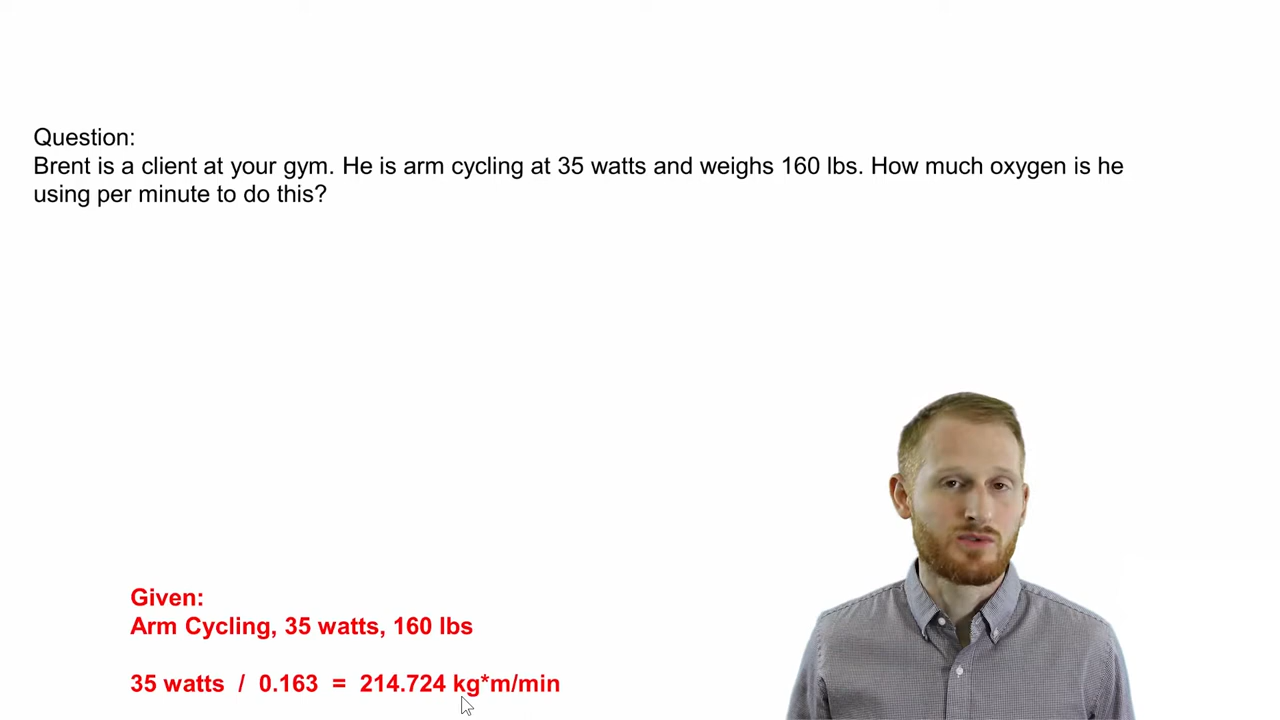 Question:
Brent is a client at your gym. He is arm cycling at 35 watts and weighs 160 lbs. How much oxygen is he
using per minute to do this?
Given:
Arm Cycling, 35 watts, 160 lbs
35 watts / 0.163 = 214.724 kg*m/min